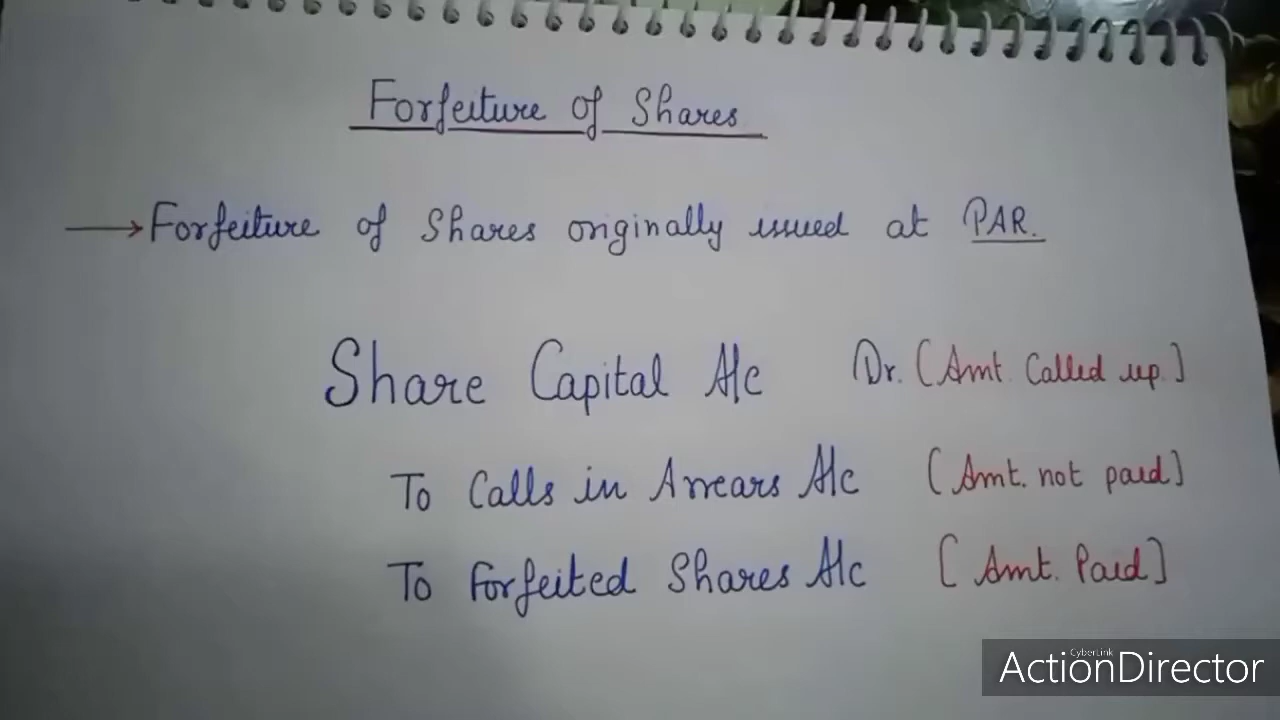 Forfeiture of Shares
→ Forfeiture of Shares originally issued at PAR.
Share Capital A/c Dr. [Amt. Called up.]
To Calls in Arrears A/c [Amt. not paid]
To Forfeited Shares A/c [Amt. Paid]
CyberLink
ActionDirector